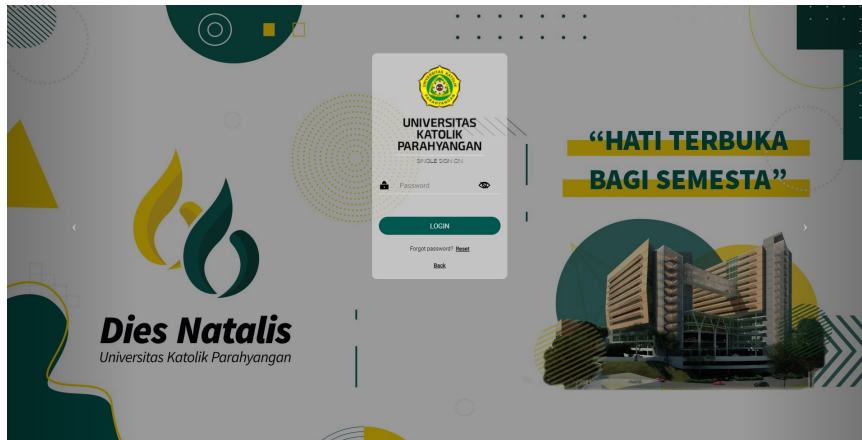 UNIVERSITAS
KATOLIK
PARAHYANGAN
SINGLE SIGN ON
Password
LOGIN
Forgot password? Reset
Back
Dies Natalis
Universitas Katolik Parahyangan
“HATI TERBUKA
BAGI SEMESTA”